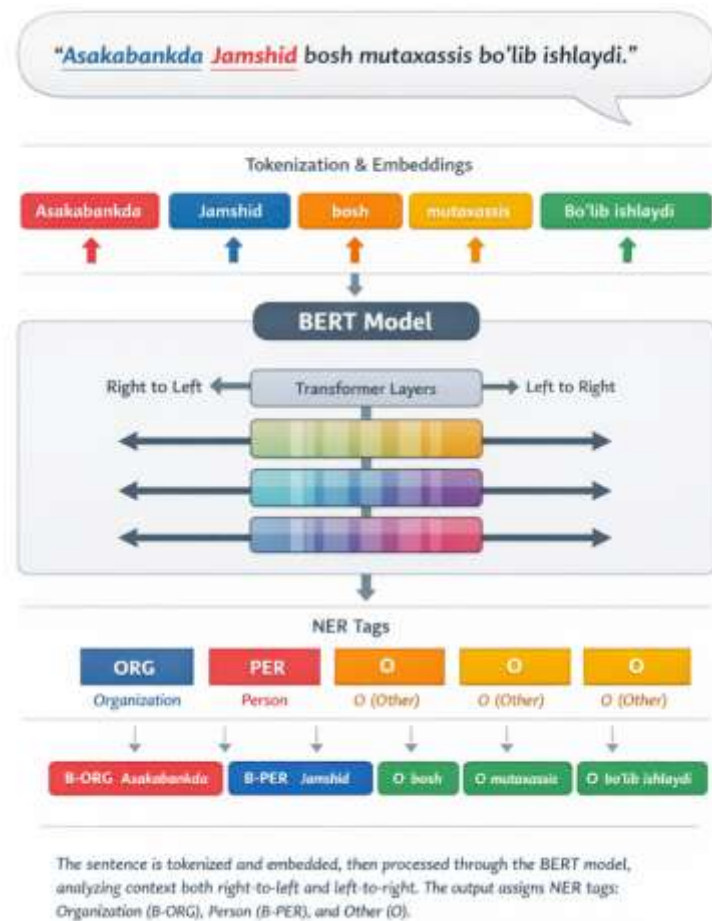 “Asakabankda Jamshid bosh mutaxassis bo‘lib ishlaydi.”
Tokenization & Embeddings
Asakabankda Jamshid bosh mutaxassis Bo‘lib ishlaydi
BERT Model
Right to Left Transformer Layers Left to Right
NER Tags
ORG PER O O O
Organization Person O (Other) O (Other) O (Other)
B-ORG Asakabankda B-PER Jamshid O bosh O mutaxassis O bo‘lib ishlaydi
The sentence is tokenized and embedded, then processed through the BERT model,
analyzing context both right-to-left and left-to-right. The output assigns NER tags:
Organization (B-ORG), Person (B-PER), and Other (O).